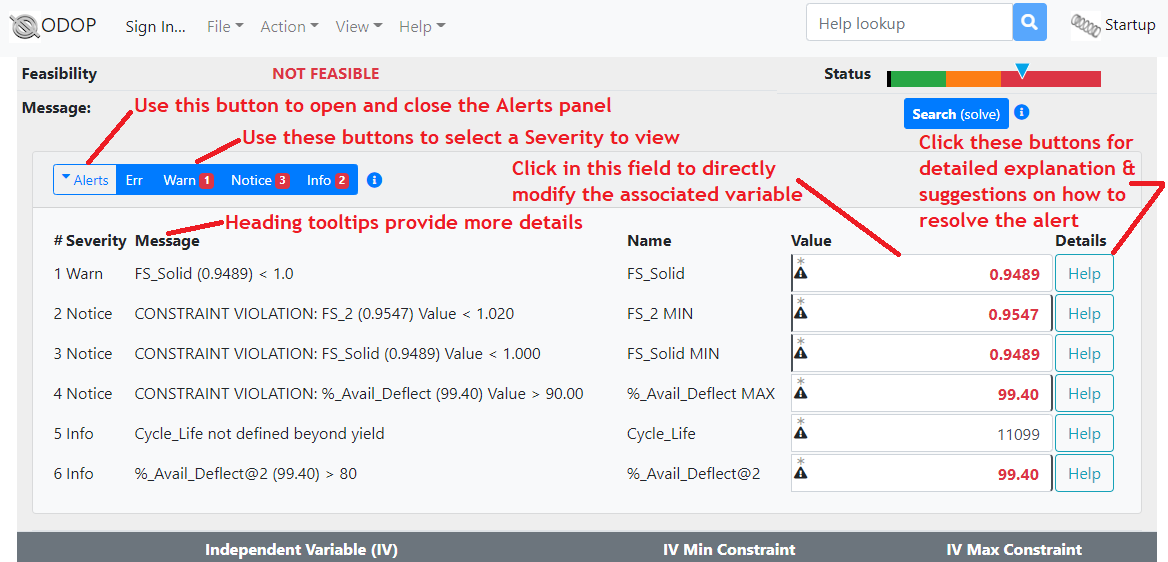 ODOP Sign In... File Action View Help Help lookup Startup
Feasibility NOT FEASIBLE Status
Message:
Use this button to open and close the Alerts panel
Search (solve)
Use these buttons to select a Severity to view
Click these buttons for
detailed explanation &
suggestions on how to
resolve the alert
Click in this field to directly
modify the associated variable
Alerts Err Warn 1 Notice 3 Info 2
Heading tooltips provide more details
# Severity Message Name Value Details
1 Warn FS_Solid (0.9489) < 1.0 FS_Solid * 0.9489 Help
2 Notice CONSTRAINT VIOLATION: FS_2 (0.9547) Value < 1.020 FS_2 MIN * 0.9547 Help
3 Notice CONSTRAINT VIOLATION: FS_Solid (0.9489) Value < 1.000 FS_Solid MIN * 0.9489 Help
4 Notice CONSTRAINT VIOLATION: %_Avail_Deflect (99.40) Value > 90.00 %_Avail_Deflect MAX * 99.40 Help
5 Info Cycle_Life not defined beyond yield Cycle_Life * 11099 Help
6 Info %_Avail_Deflect@2 (99.40) > 80 %_Avail_Deflect@2 * 99.40 Help
Independent Variable (IV) IV Min Constraint IV Max Constraint